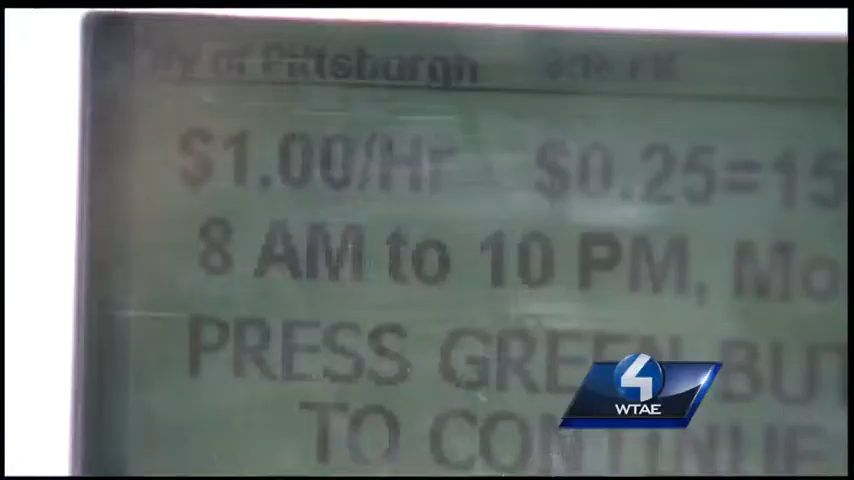 of Pittsburgh
$1.00/Hr $0.25=15
8 AM to 10 PM, Mo
PRESS GREEN BUT
TO CONTINUE
4
WTAE